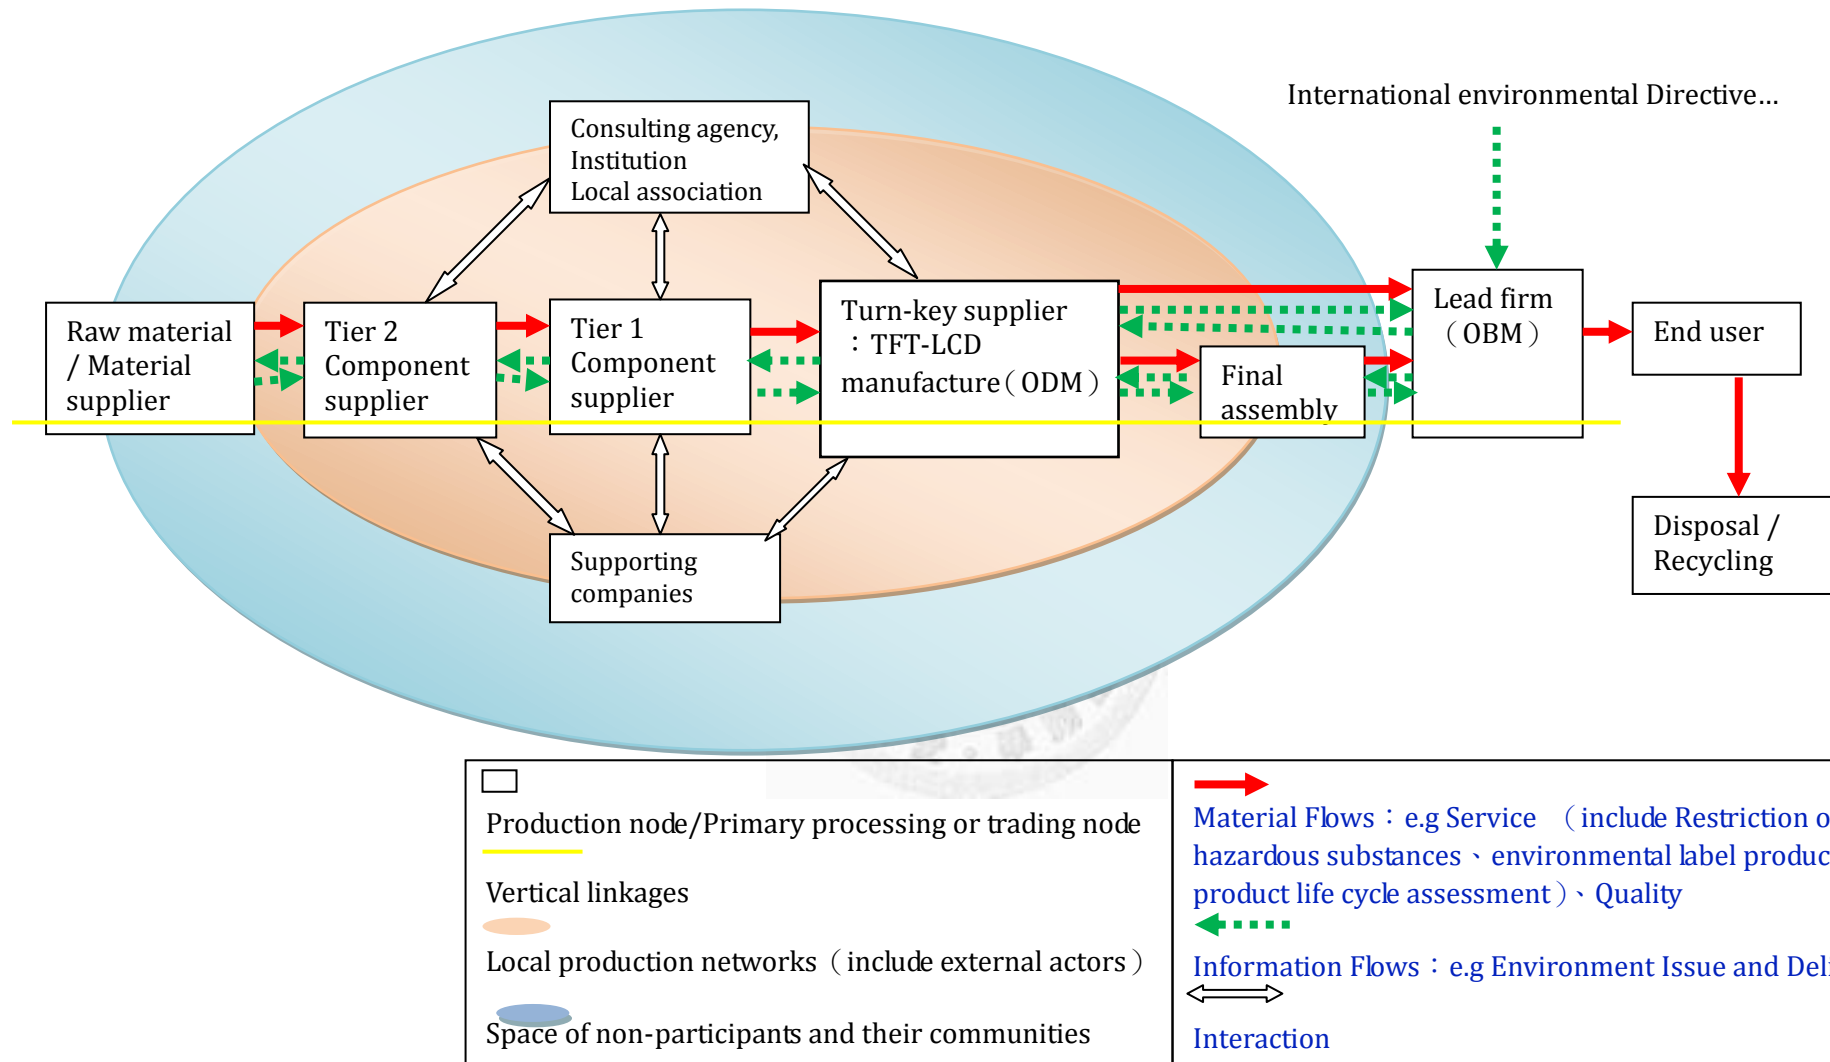 International environmental Directive…
Consulting agency,
Institution
Local association
Raw material
/ Material
supplier
Tier 2
Component
supplier
Tier 1
Component
supplier
Turn-key supplier
：TFT-LCD
manufacture（ODM）
Final
assembly
Lead firm
（OBM）
End user
Disposal /
Recycling
Supporting
companies
Production node/Primary processing or trading node
Vertical linkages
Local production networks（include external actors）
Space of non-participants and their communities
Material Flows：e.g Service （include Restriction o
hazardous substances、environmental label produc
product life cycle assessment）、Quality
Information Flows：e.g Environment Issue and Deli
Interaction